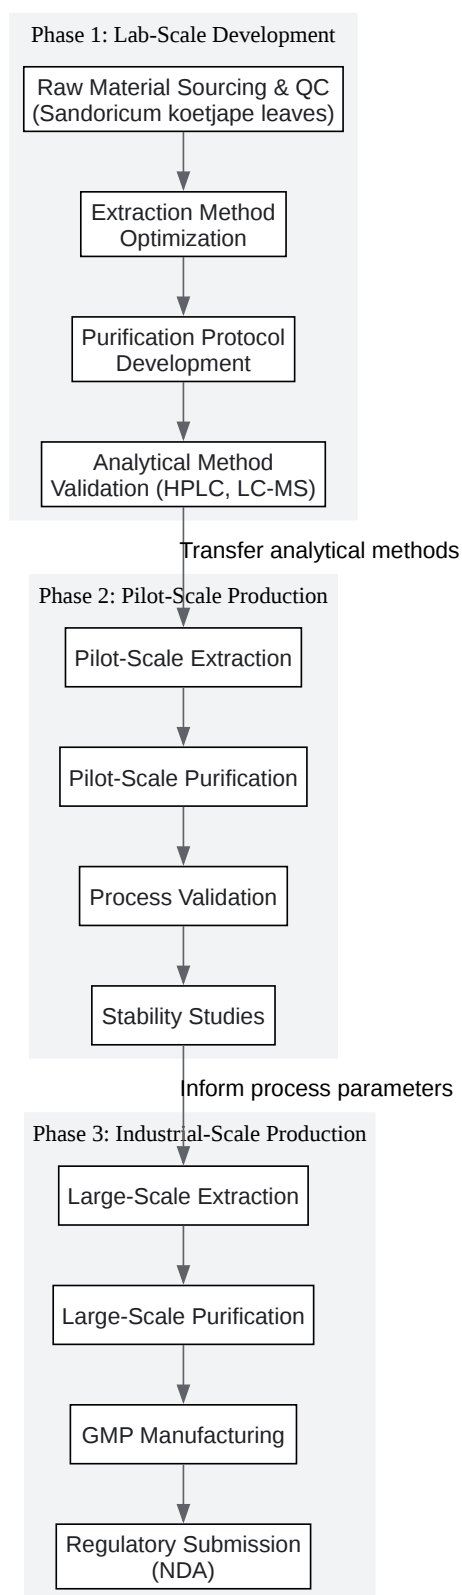 Phase 1: Lab-Scale Development
Raw Material Sourcing & QC
(Sandoricum koetjape leaves)
Extraction Method
Optimization
Purification Protocol
Development
Analytical Method
Validation (HPLC, LC-MS)
Transfer analytical methods
Phase 2: Pilot-Scale Production
Pilot-Scale Extraction
Pilot-Scale Purification
Process Validation
Stability Studies
Inform process parameters
Phase 3: Industrial-Scale Production
Large-Scale Extraction
Large-Scale Purification
GMP Manufacturing
Regulatory Submission
(NDA)